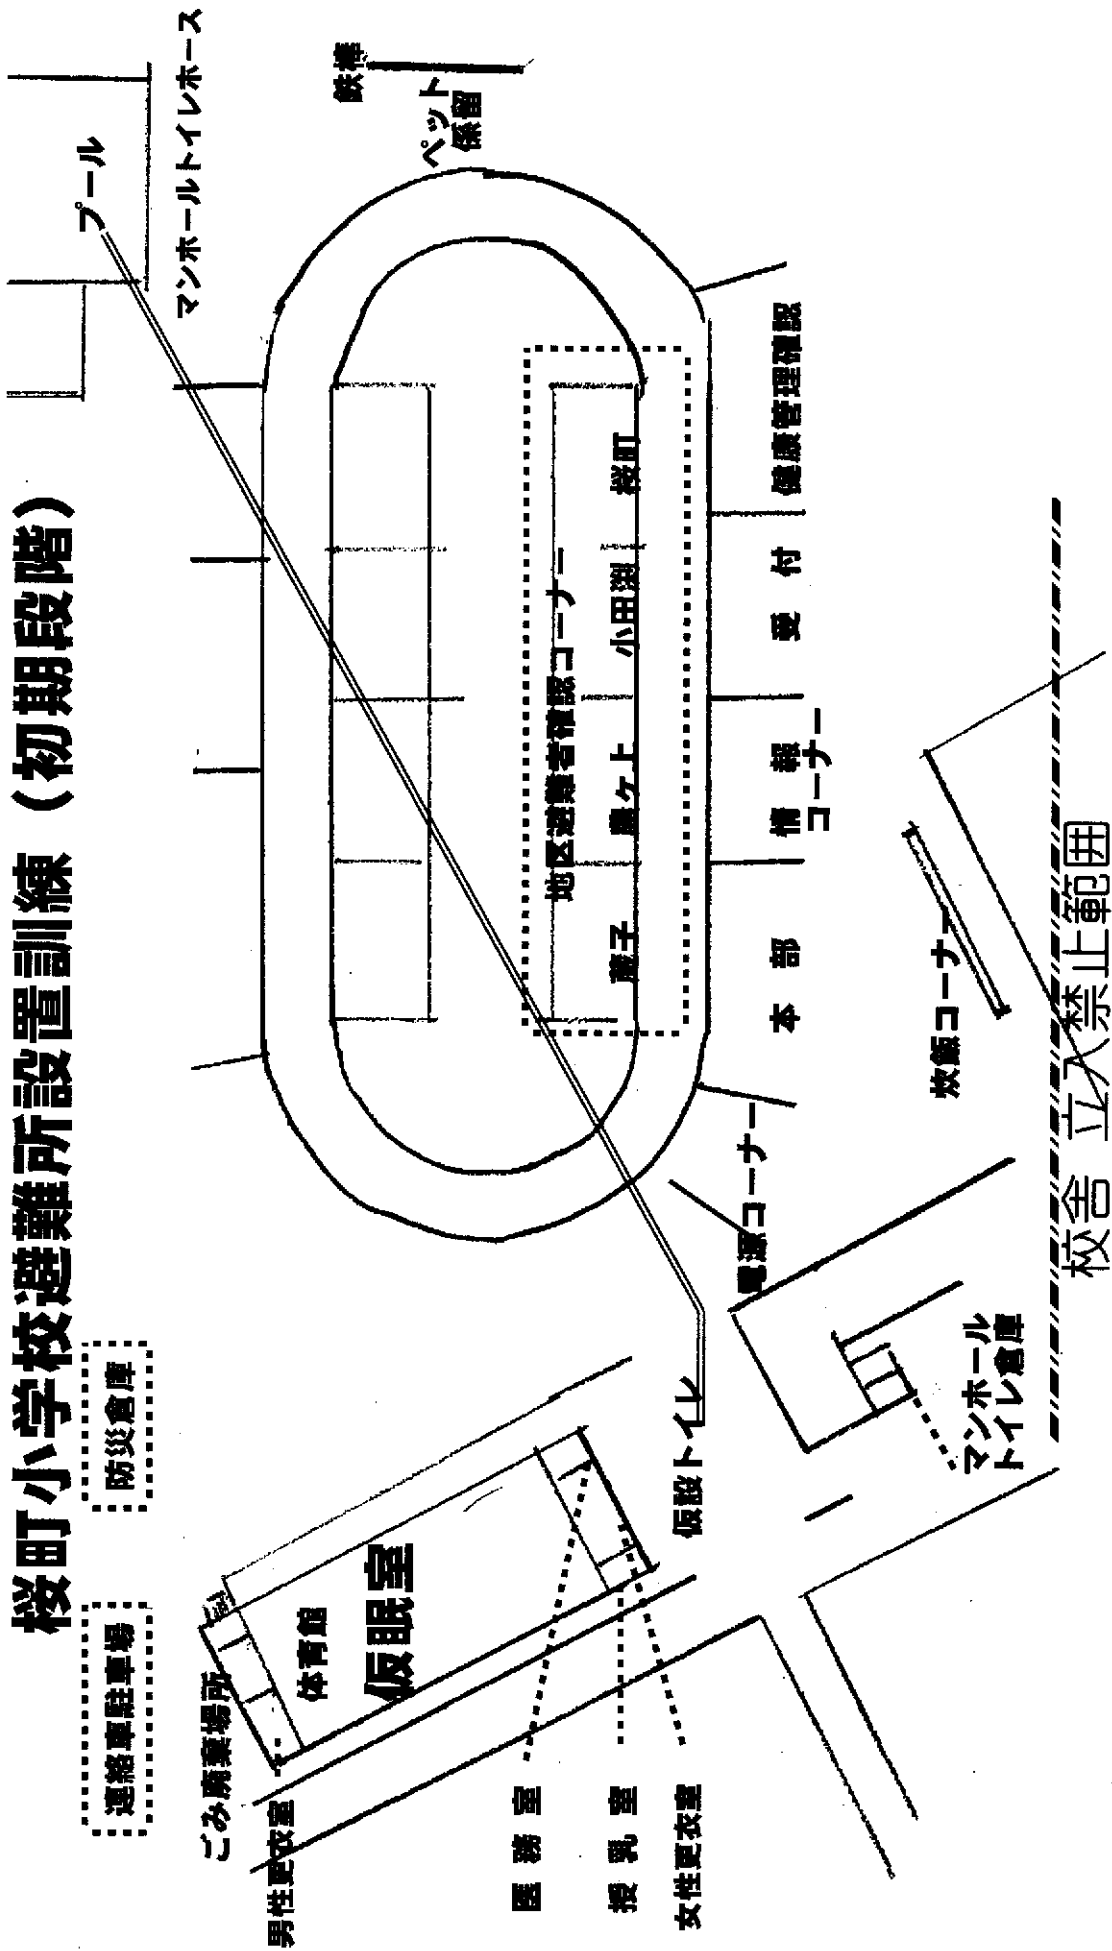 桜町小学校避難所設置訓練（初期段階）
連絡車駐車場
防災倉庫
プール
マンホールトイレホース
鉄棒
ペット
係留
ごみ廃棄場所
男性更衣室
体育館
仮眠室
地区避難者確認コーナー
蔵子
農ケ上
小田渕
桜町
医務室
授乳室
女性更衣室
仮設トイレ
電源コーナー
本部
情報
コーナー
受付
健康管理確認
炊飯コーナー
マンホール
トイレ倉庫
校舎 立入禁止範囲